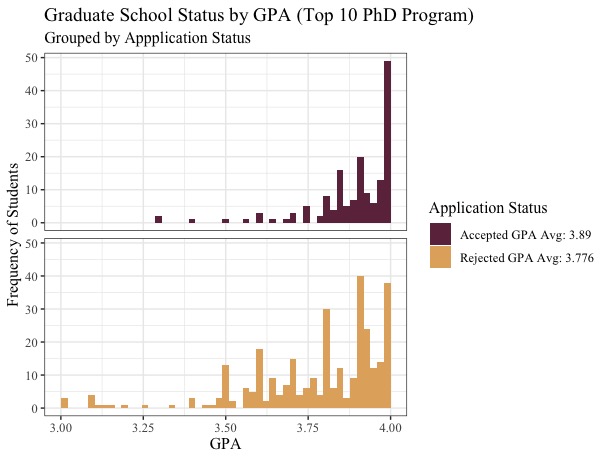 Graduate School Status by GPA (Top 10 PhD Program)
Grouped by Appplication Status
Frequency of Students
50
40
30
20
10
0
50
40
30
20
10
0
3.00 3.25 3.50 3.75 4.00
GPA
Application Status
Accepted GPA Avg: 3.89
Rejected GPA Avg: 3.776